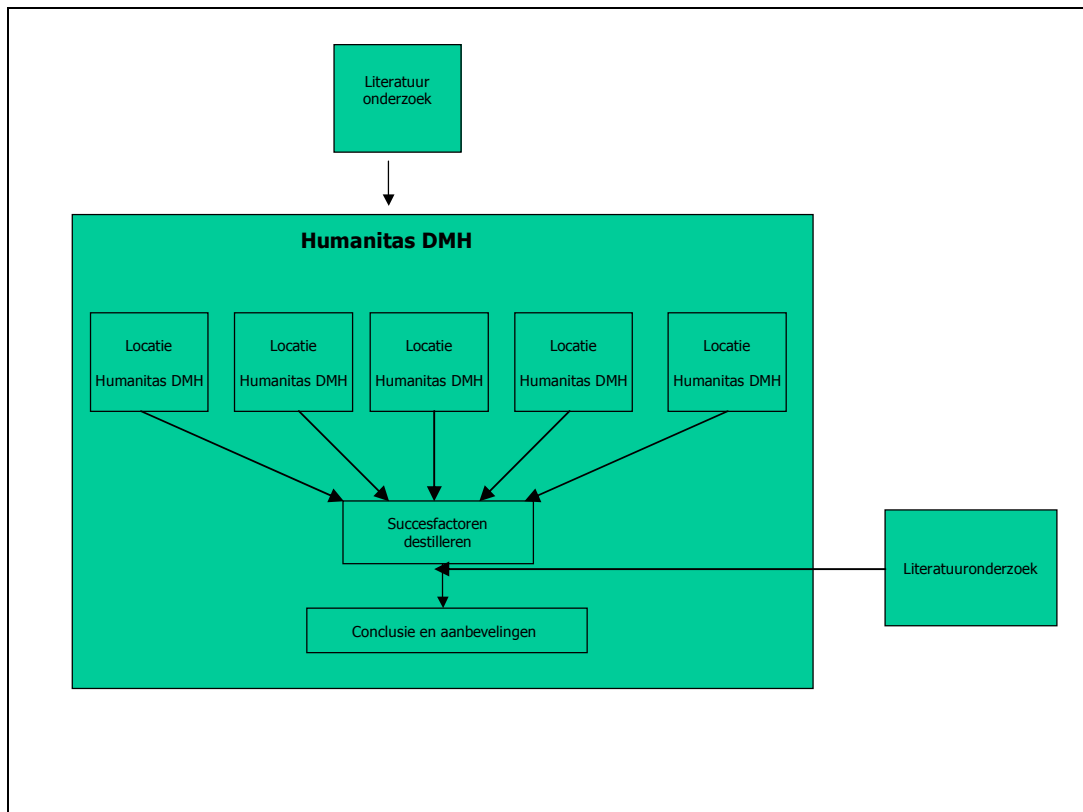 Literatuur
onderzoek
Humanitas DMH
Locatie
Humanitas DMH
Locatie
Humanitas DMH
Locatie
Humanitas DMH
Locatie
Humanitas DMH
Locatie
Humanitas DMH
Succesfactoren
destilleren
Literatuuronderzoek
Conclusie en aanbevelingen